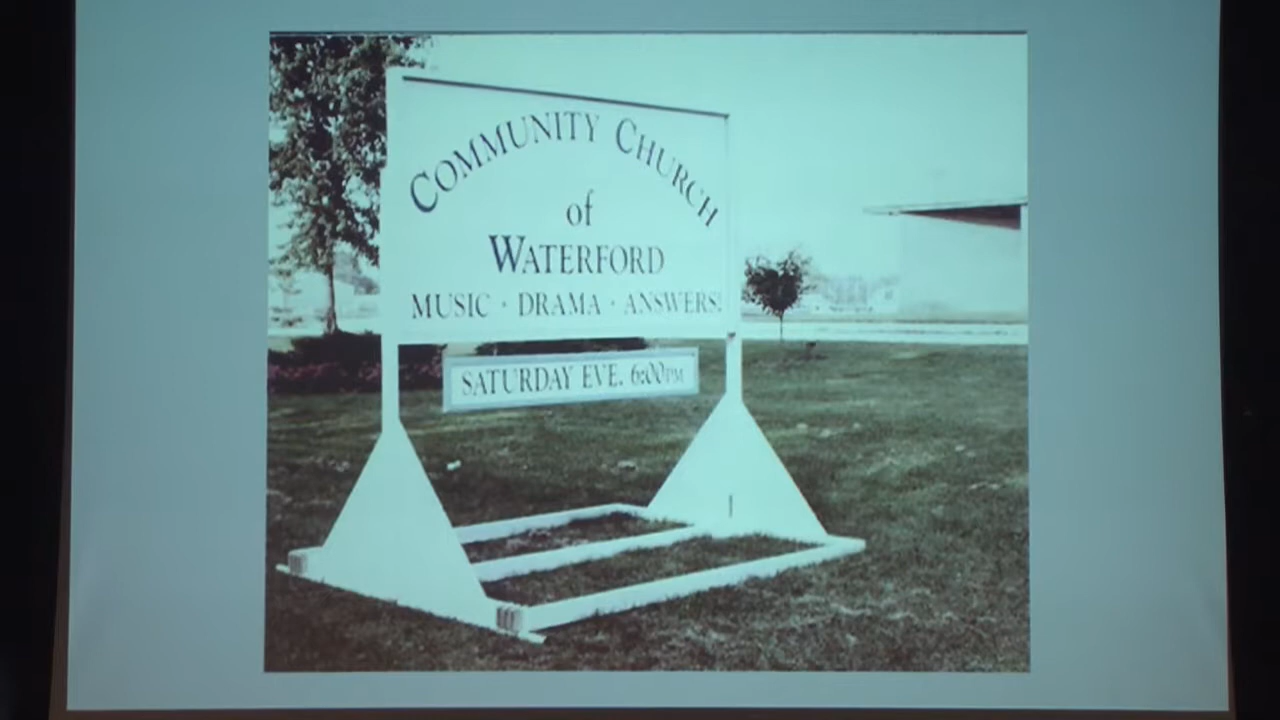 COMMUNITY CHURCH
of
WATERFORD
MUSIC · DRAMA · ANSWERS!
SATURDAY EVE. 6:00PM